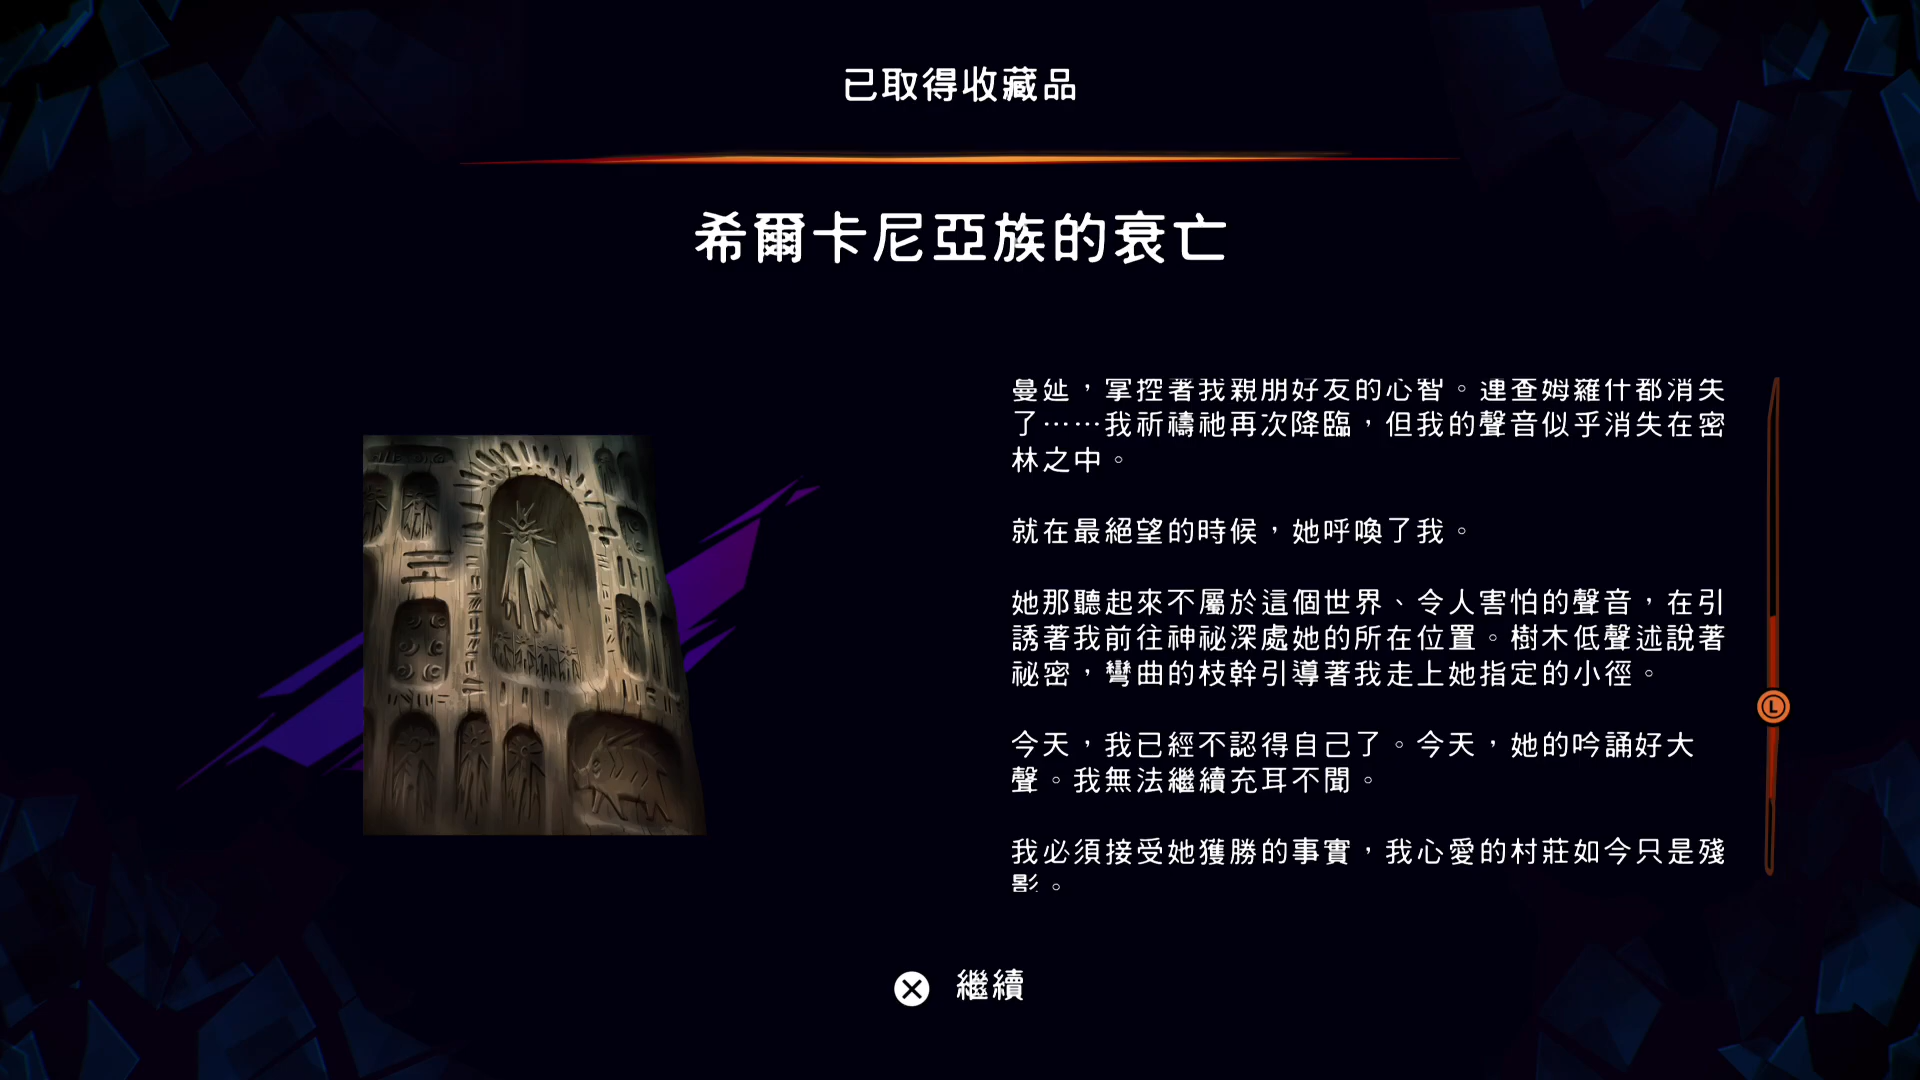 已取得收藏品
希爾卡尼亞族的衰亡
蔓延，掌控著我親朋好友的心智。連查姆羅什都消失
了……我祈禱祂再次降臨，但我的聲音似乎消失在密
林之中。
就在最絕望的時候，她呼喚了我。
她那聽起來不屬於這個世界、令人害怕的聲音，在引
誘著我前往神祕深處她的所在位置。樹木低聲述說著
祕密，彎曲的枝幹引導著我走上她指定的小徑。
今天，我已經不認得自己了。今天，她的吟誦好大
聲。我無法繼續充耳不聞。
我必須接受她獲勝的事實，我心愛的村莊如今只是殘
影。
L
繼續